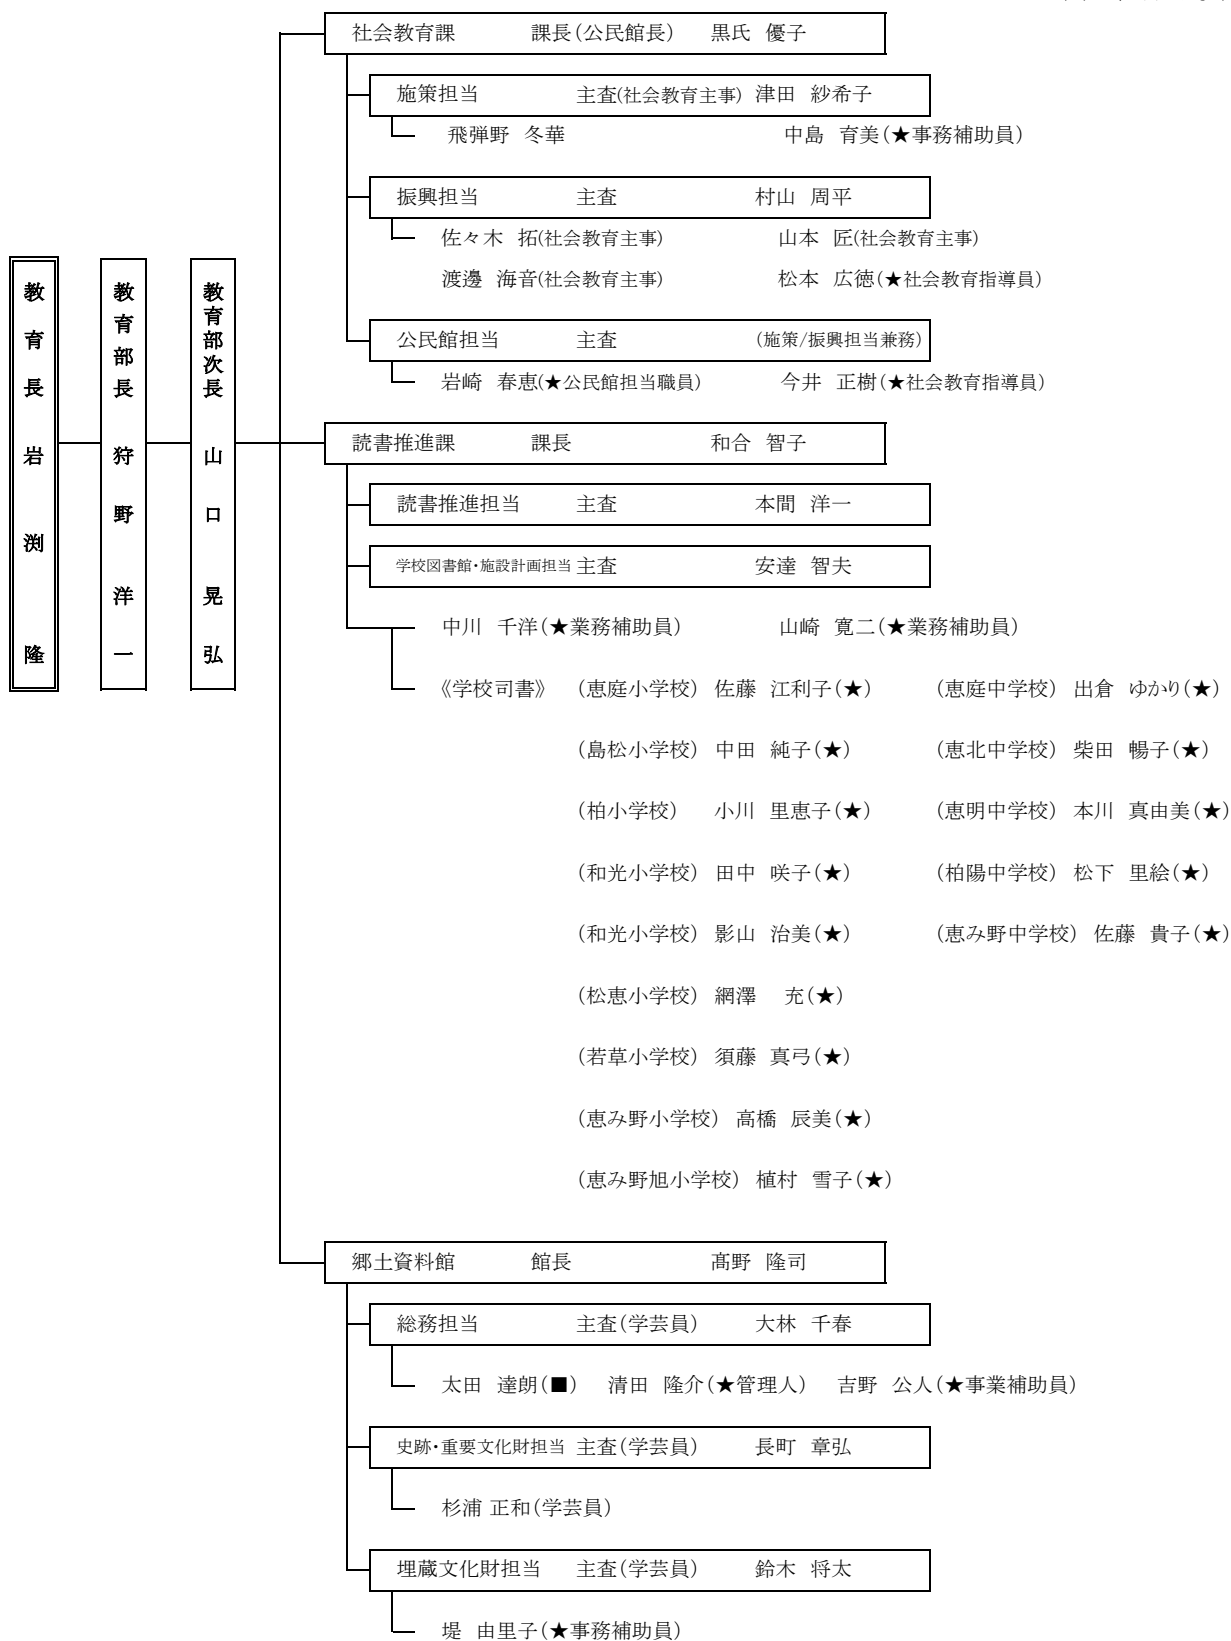 社会教育課 課長(公民館長) 黒氏 優子
施策担当 主査(社会教育主事) 津田 紗希子
飛弾野 冬華 中島 育美(★事務補助員)
振興担当 主査 村山 周平
佐々木 拓(社会教育主事) 山本 匠(社会教育主事)
渡邊 海音(社会教育主事) 松本 広徳(★社会教育指導員)
公民館担当 主査 (施策/振興担当兼務)
岩崎 春恵(★公民館担当職員) 今井 正樹(★社会教育指導員)
教育長 岩渕 隆
教育部長 狩野 洋一
教育部次長 山口 晃弘
読書推進課 課長 和合 智子
読書推進担当 主査 本間 洋一
学校図書館・施設計画担当 主査 安達 智夫
中川 千洋(★業務補助員) 山崎 寛二(★業務補助員)
《学校司書》 (恵庭小学校) 佐藤 江利子(★) (恵庭中学校) 出倉 ゆかり(★)
(島松小学校) 中田 純子(★) (恵北中学校) 柴田 暢子(★)
(柏小学校) 小川 里恵子(★) (恵明中学校) 本川 真由美(★)
(和光小学校) 田中 咲子(★) (柏陽中学校) 松下 里絵(★)
(和光小学校) 影山 治美(★) (恵み野中学校) 佐藤 貴子(★)
(松恵小学校) 網澤 充(★)
(若草小学校) 須藤 真弓(★)
(恵み野小学校) 高橋 辰美(★)
(恵み野旭小学校) 植村 雪子(★)
郷土資料館 館長 髙野 隆司
総務担当 主査(学芸員) 大林 千春
太田 達朗(■) 清田 隆介(★管理人) 吉野 公人(★事業補助員)
史跡・重要文化財担当 主査(学芸員) 長町 章弘
杉浦 正和(学芸員)
埋蔵文化財担当 主査(学芸員) 鈴木 将太
堤 由里子(★事務補助員)